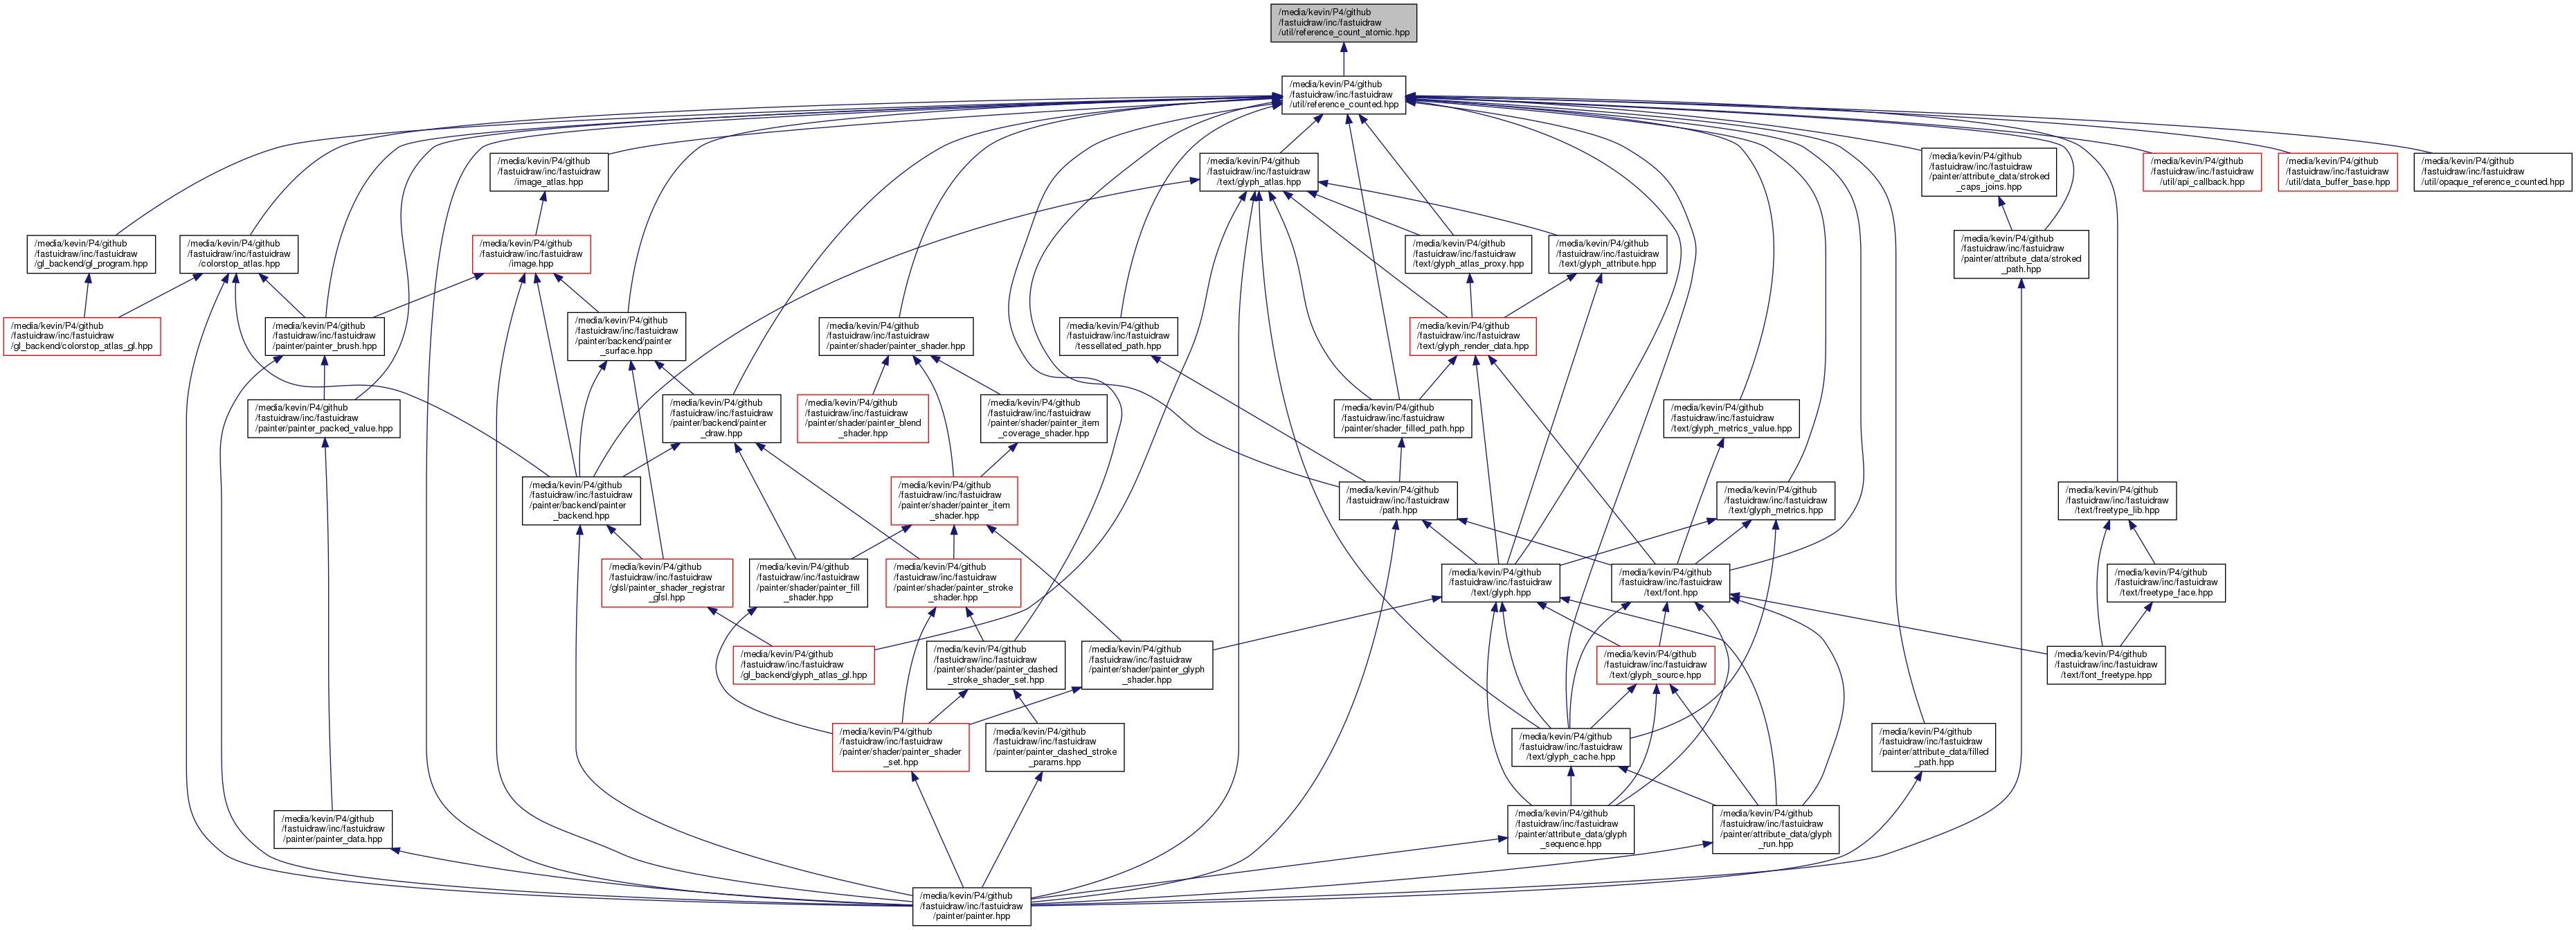 /media/kevin/P4/github
/fastuidraw/inc/fastuidraw
/util/reference_count_atomic.hpp
/media/kevin/P4/github
/fastuidraw/inc/fastuidraw
/util/reference_counted.hpp
/media/kevin/P4/github
/fastuidraw/inc/fastuidraw
/image_atlas.hpp
/media/kevin/P4/github
/fastuidraw/inc/fastuidraw
/text/glyph_atlas.hpp
/media/kevin/P4/github
/fastuidraw/inc/fastuidraw
/painter/attribute_data/stroked
_caps_joins.hpp
/media/kevin/P4/github
/fastuidraw/inc/fastuidraw
/util/api_callback.hpp
/media/kevin/P4/github
/fastuidraw/inc/fastuidraw
/util/data_buffer_base.hpp
/media/kevin/P4/github
/fastuidraw/inc/fastuidraw
/util/opaque_reference_counted.hpp
/media/kevin/P4/github
/fastuidraw/inc/fastuidraw
/gl_backend/gl_program.hpp
/media/kevin/P4/github
/fastuidraw/inc/fastuidraw
/colorstop_atlas.hpp
/media/kevin/P4/github
/fastuidraw/inc/fastuidraw
/image.hpp
/media/kevin/P4/github
/fastuidraw/inc/fastuidraw
/text/glyph_atlas_proxy.hpp
/media/kevin/P4/github
/fastuidraw/inc/fastuidraw
/text/glyph_attribute.hpp
/media/kevin/P4/github
/fastuidraw/inc/fastuidraw
/painter/attribute_data/stroked
_path.hpp
/media/kevin/P4/github
/fastuidraw/inc/fastuidraw
/gl_backend/colorstop_atlas_gl.hpp
/media/kevin/P4/github
/fastuidraw/inc/fastuidraw
/painter/painter_brush.hpp
/media/kevin/P4/github
/fastuidraw/inc/fastuidraw
/painter/backend/painter
_surface.hpp
/media/kevin/P4/github
/fastuidraw/inc/fastuidraw
/painter/shader/painter_shader.hpp
/media/kevin/P4/github
/fastuidraw/inc/fastuidraw
/tessellated_path.hpp
/media/kevin/P4/github
/fastuidraw/inc/fastuidraw
/text/glyph_render_data.hpp
/media/kevin/P4/github
/fastuidraw/inc/fastuidraw
/painter/painter_packed_value.hpp
/media/kevin/P4/github
/fastuidraw/inc/fastuidraw
/painter/backend/painter
_draw.hpp
/media/kevin/P4/github
/fastuidraw/inc/fastuidraw
/painter/shader/painter_blend
_shader.hpp
/media/kevin/P4/github
/fastuidraw/inc/fastuidraw
/painter/shader/painter_item
_coverage_shader.hpp
/media/kevin/P4/github
/fastuidraw/inc/fastuidraw
/painter/shader_filled_path.hpp
/media/kevin/P4/github
/fastuidraw/inc/fastuidraw
/text/glyph_metrics_value.hpp
/media/kevin/P4/github
/fastuidraw/inc/fastuidraw
/painter/backend/painter
_backend.hpp
/media/kevin/P4/github
/fastuidraw/inc/fastuidraw
/painter/shader/painter_item
_shader.hpp
/media/kevin/P4/github
/fastuidraw/inc/fastuidraw
/path.hpp
/media/kevin/P4/github
/fastuidraw/inc/fastuidraw
/text/glyph_metrics.hpp
/media/kevin/P4/github
/fastuidraw/inc/fastuidraw
/text/freetype_lib.hpp
/media/kevin/P4/github
/fastuidraw/inc/fastuidraw
/glsl/painter_shader_registrar
_glsl.hpp
/media/kevin/P4/github
/fastuidraw/inc/fastuidraw
/painter/shader/painter_fill
_shader.hpp
/media/kevin/P4/github
/fastuidraw/inc/fastuidraw
/painter/shader/painter_stroke
_shader.hpp
/media/kevin/P4/github
/fastuidraw/inc/fastuidraw
/text/glyph.hpp
/media/kevin/P4/github
/fastuidraw/inc/fastuidraw
/text/font.hpp
/media/kevin/P4/github
/fastuidraw/inc/fastuidraw
/text/freetype_face.hpp
/media/kevin/P4/github
/fastuidraw/inc/fastuidraw
/gl_backend/glyph_atlas_gl.hpp
/media/kevin/P4/github
/fastuidraw/inc/fastuidraw
/painter/shader/painter_dashed
_stroke_shader_set.hpp
/media/kevin/P4/github
/fastuidraw/inc/fastuidraw
/painter/shader/painter_glyph
_shader.hpp
/media/kevin/P4/github
/fastuidraw/inc/fastuidraw
/text/glyph_source.hpp
/media/kevin/P4/github
/fastuidraw/inc/fastuidraw
/text/font_freetype.hpp
/media/kevin/P4/github
/fastuidraw/inc/fastuidraw
/painter/shader/painter_shader
_set.hpp
/media/kevin/P4/github
/fastuidraw/inc/fastuidraw
/painter/painter_dashed_stroke
_params.hpp
/media/kevin/P4/github
/fastuidraw/inc/fastuidraw
/text/glyph_cache.hpp
/media/kevin/P4/github
/fastuidraw/inc/fastuidraw
/painter/attribute_data/filled
_path.hpp
/media/kevin/P4/github
/fastuidraw/inc/fastuidraw
/painter/painter_data.hpp
/media/kevin/P4/github
/fastuidraw/inc/fastuidraw
/painter/attribute_data/glyph
_sequence.hpp
/media/kevin/P4/github
/fastuidraw/inc/fastuidraw
/painter/attribute_data/glyph
_run.hpp
/media/kevin/P4/github
/fastuidraw/inc/fastuidraw
/painter/painter.hpp